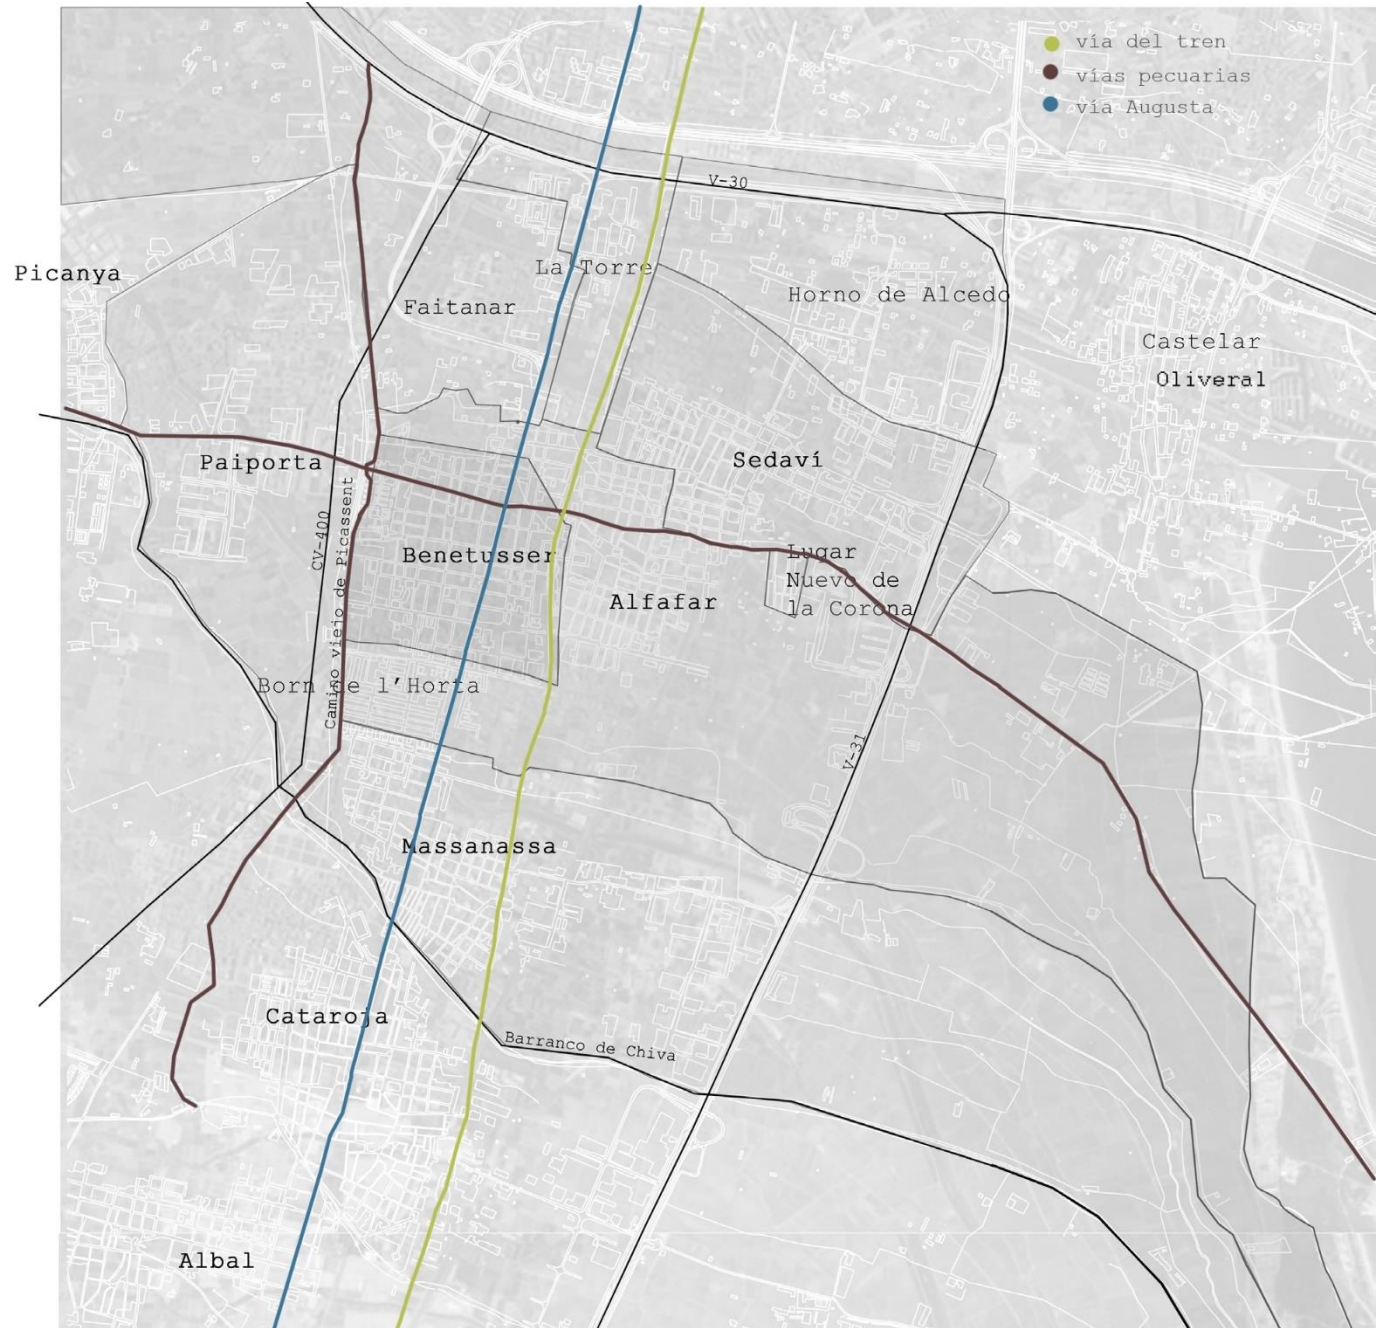 vía del tren
vías pecuarias
vía Augusta
V-30
Picanya
La Torre
Faitanar
Horno de Alcedo
Castelar
Oliveral
Paiporta
Sedaví
CV-400
Camino viejo de Picassent
Benetusser
Lugar
Nuevo de
la Corona
Alfafar
Born de l'Horta
V-31
Massanassa
Cataroja
Barranco de Chiva
Albal